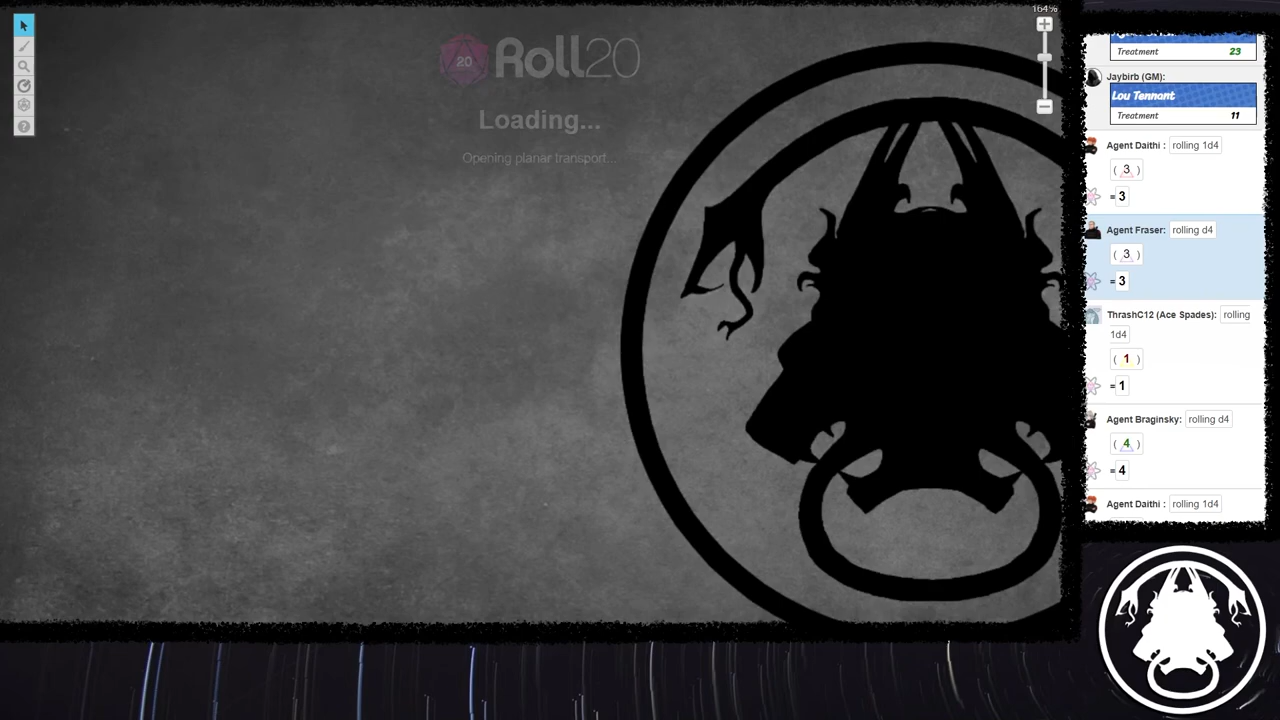 164%
20 Roll20
Loading...
Opening planar transport...
Treatment 23
Jaybirb (GM):
Lou Tennant
Treatment 11
Agent Daithi : rolling 1d4
( 3 )
= 3
Agent Fraser: rolling d4
( 3 )
= 3
ThrashC12 (Ace Spades): rolling
1d4
( 1 )
= 1
Agent Braginsky: rolling d4
( 4 )
= 4
Agent Daithi : rolling 1d4